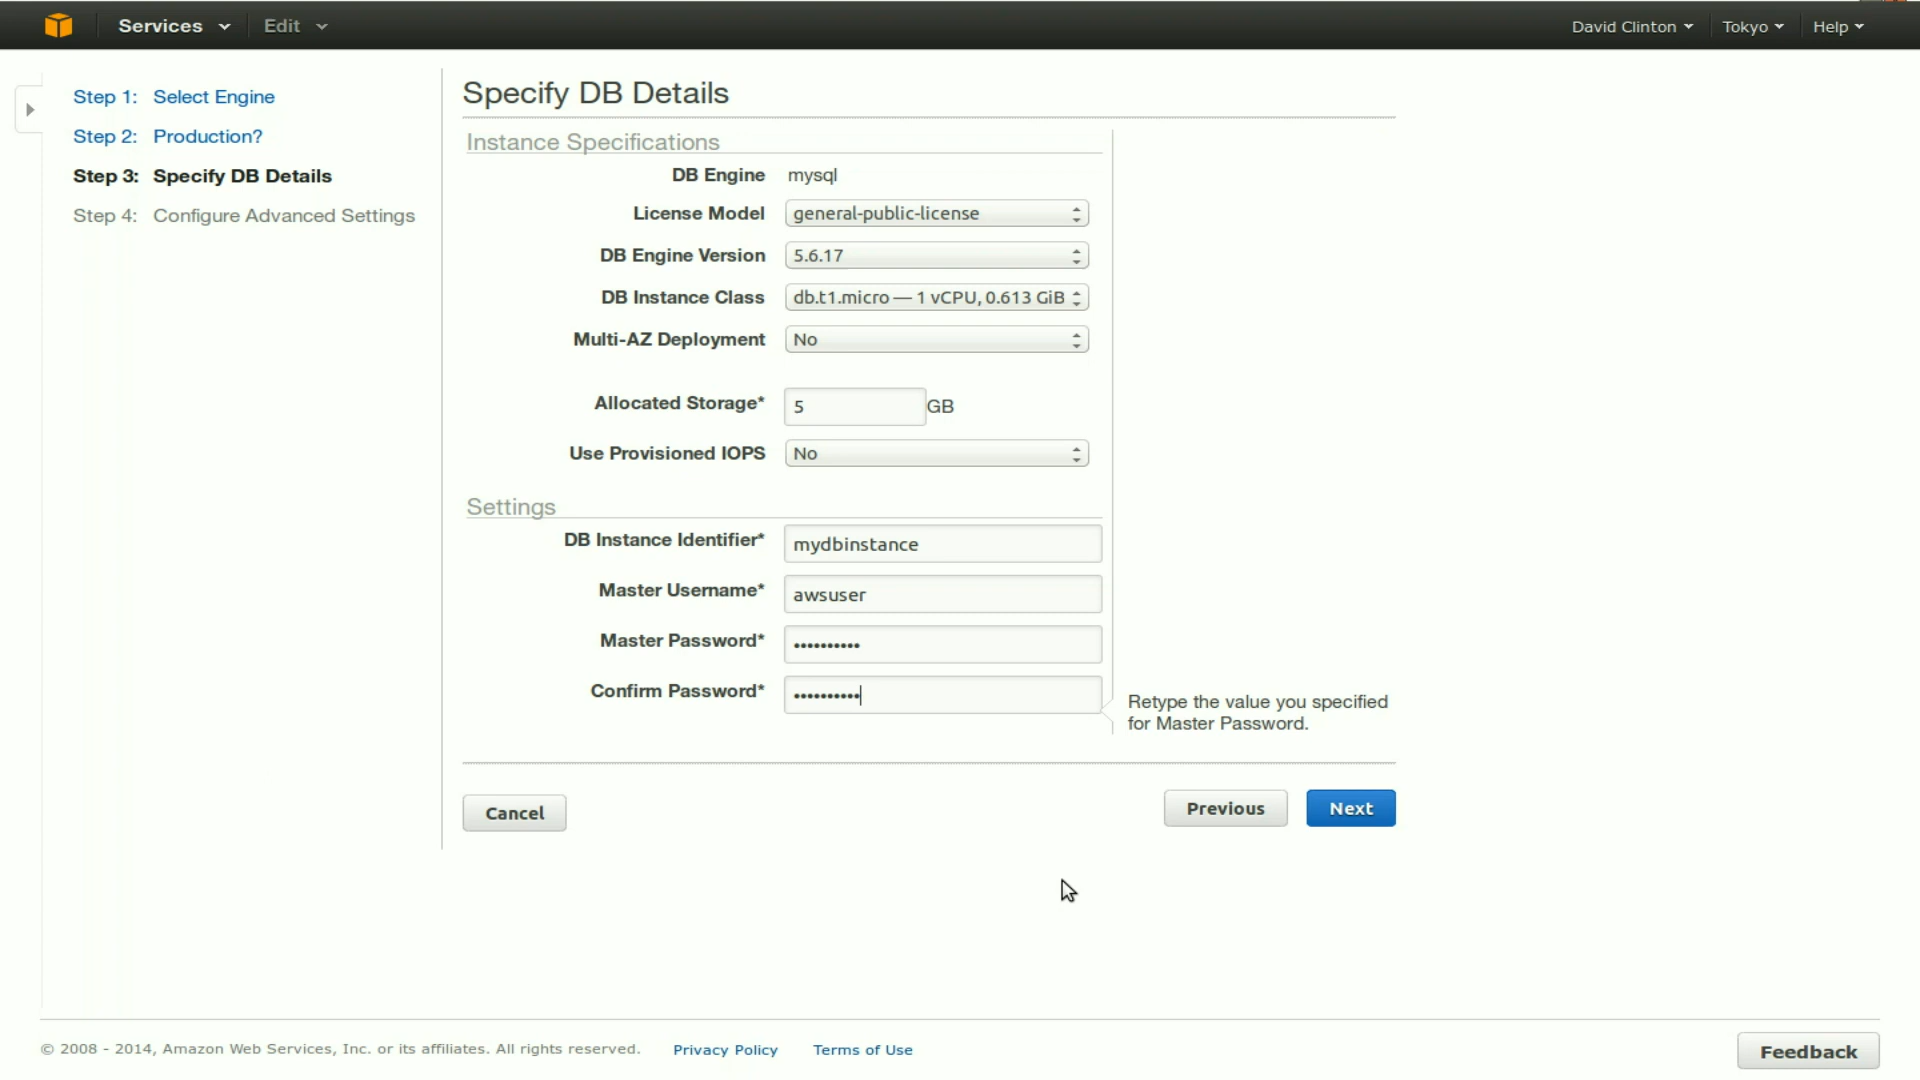 Services Edit David Clinton Tokyo Help
Step 1: Select Engine
Step 2: Production?
Step 3: Specify DB Details
Step 4: Configure Advanced Settings
Specify DB Details
Instance Specifications
DB Engine mysql
License Model general-public-license
DB Engine Version 5.6.17
DB Instance Class db.t1.micro — 1 vCPU, 0.613 GiB
Multi-AZ Deployment No
Allocated Storage* 5 GB
Use Provisioned IOPS No
Settings
DB Instance Identifier* mydbinstance
Master Username* awsuser
Master Password* ••••••••••
Confirm Password* ••••••••••
Retype the value you specified
for Master Password.
Cancel Previous Next
© 2008 - 2014, Amazon Web Services, Inc. or its affiliates. All rights reserved. Privacy Policy Terms of Use Feedback